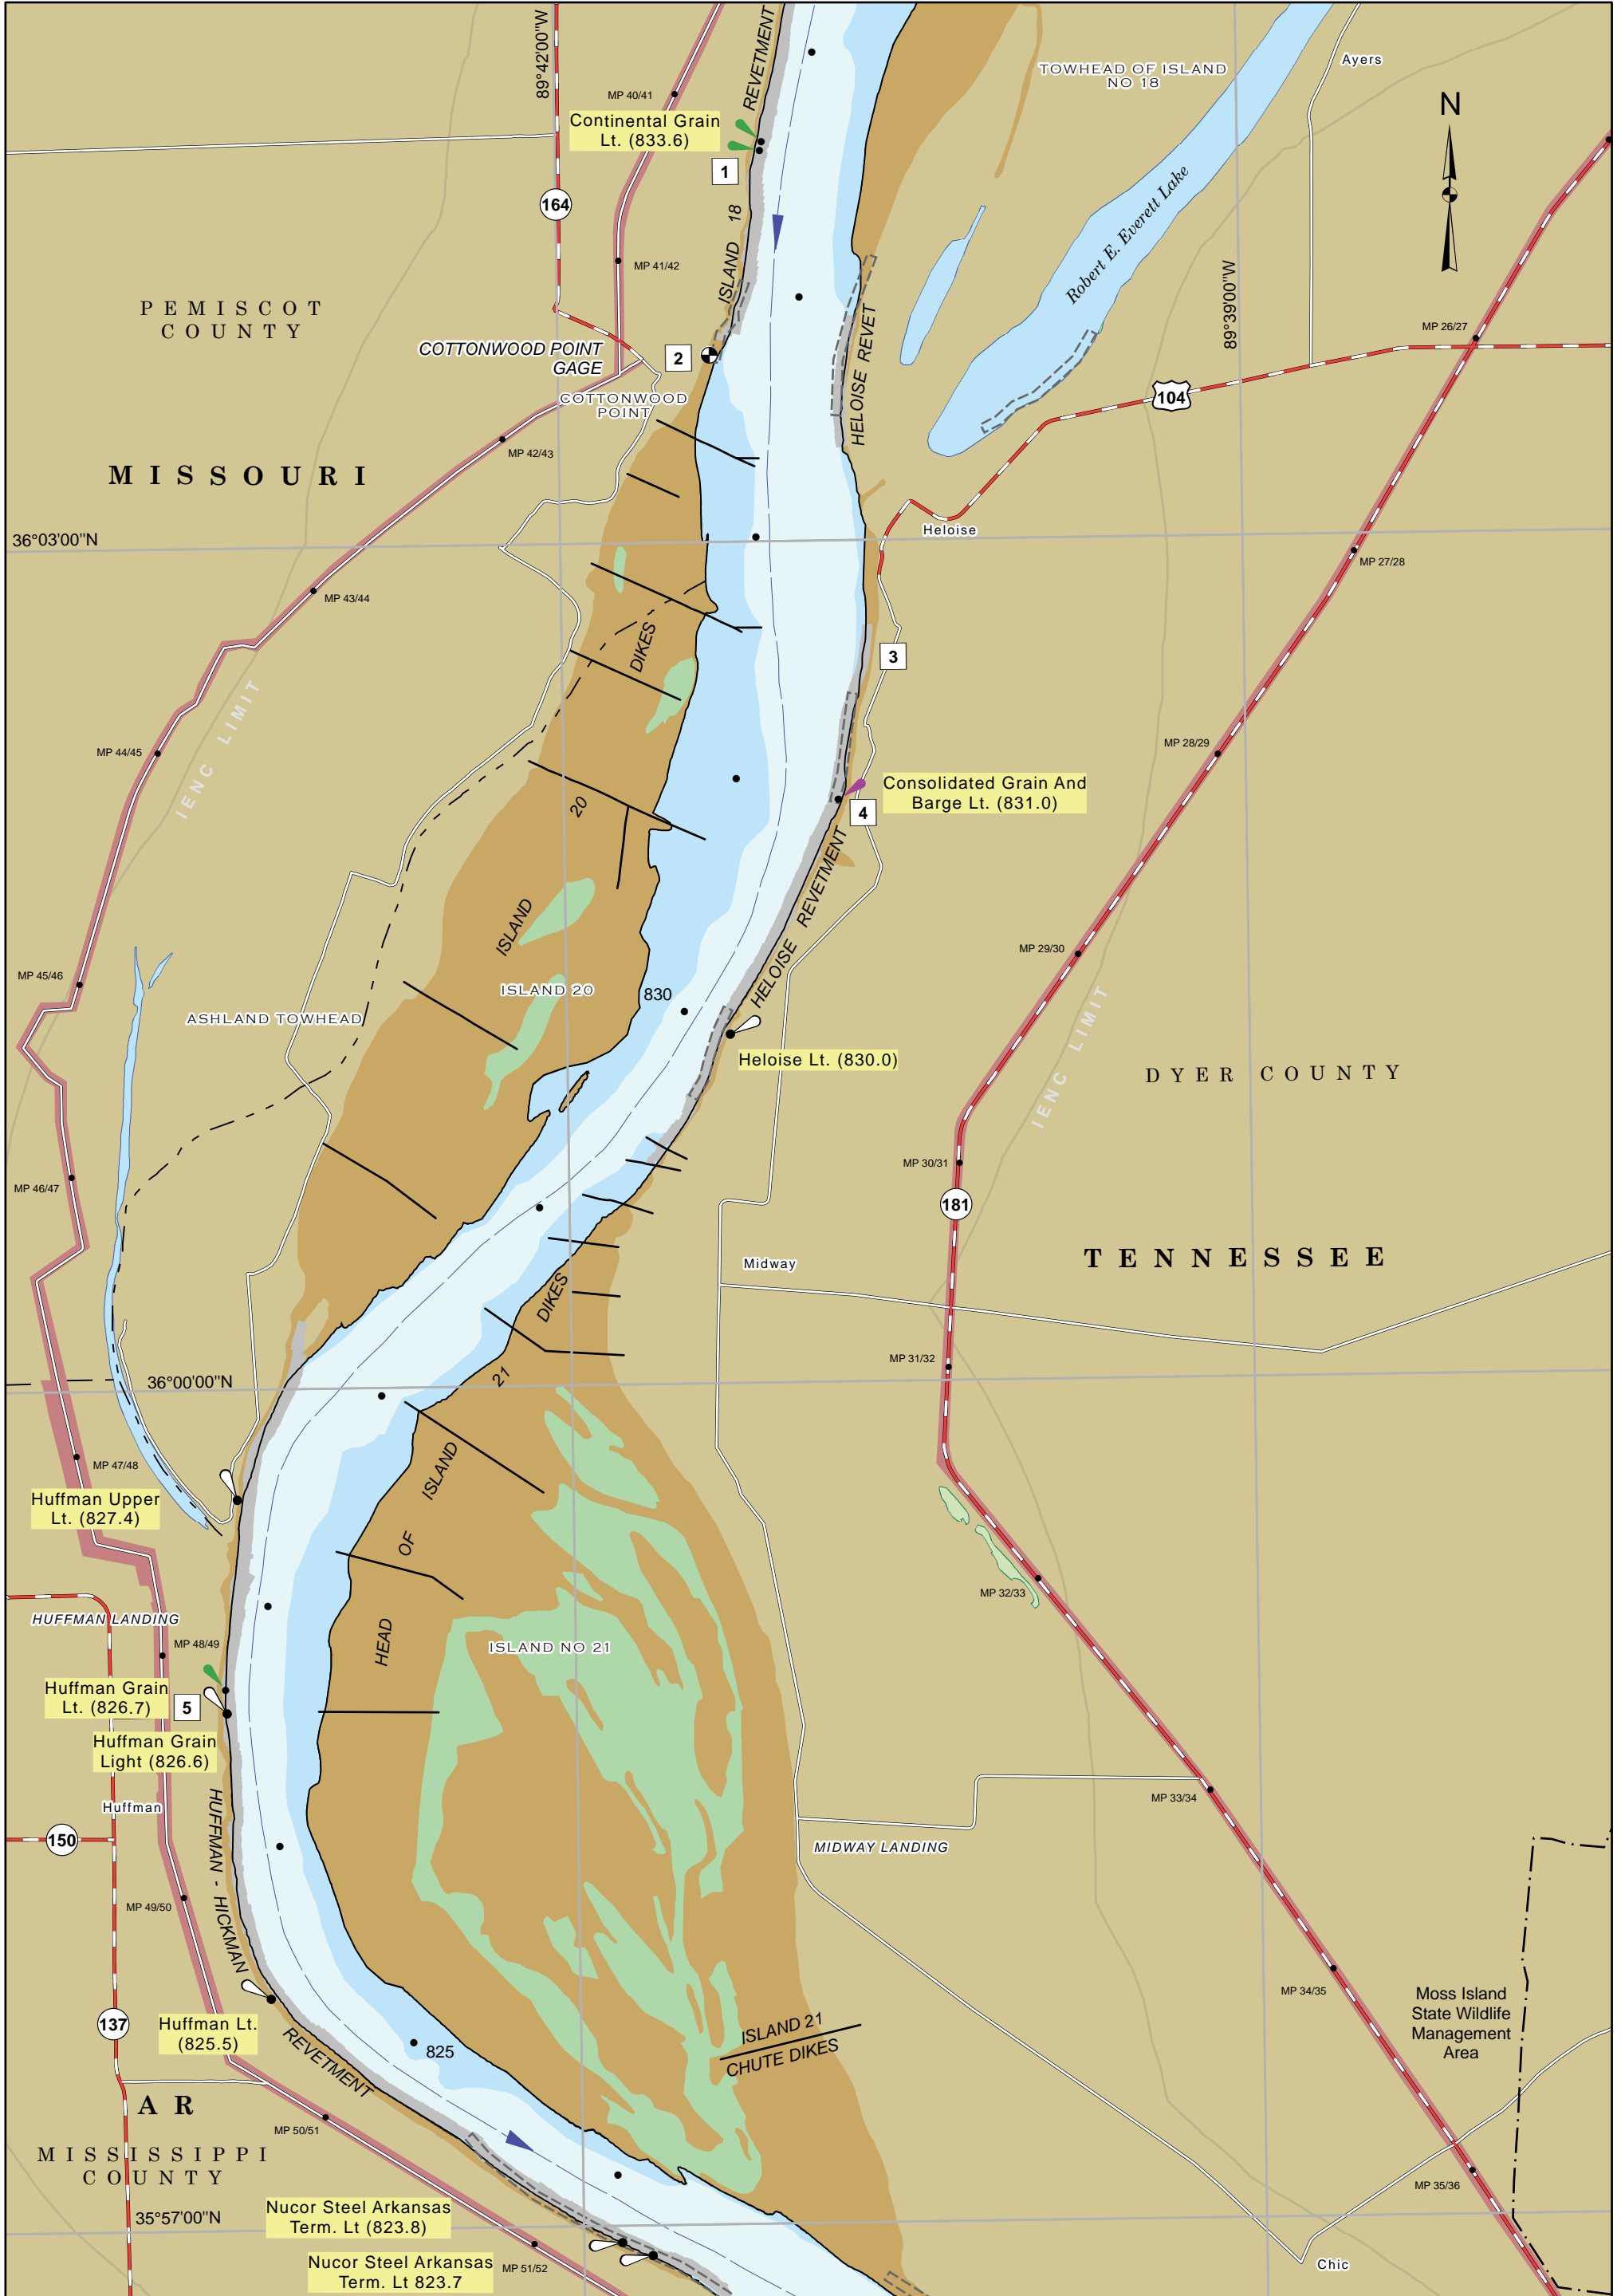 REVETMENT
89°42'00"W
TOWHEAD OF ISLAND
NO 18
Ayers
N
MP 40/41
Continental Grain
Lt. (833.6)
1
164
Robert E. Everett Lake
ISLAND 18
MP 41/42
89°39'00"W
PEMISCOT
COUNTY
HELOISE REVET
MP 26/27
COTTONWOOD POINT
GAGE
2
COTTONWOOD
POINT
104
MP 42/43
MISSOURI
Heloise
36°03'00"N
MP 27/28
MP 43/44
DIKES
3
IENC LIMIT
MP 44/45
MP 28/29
Consolidated Grain And
Barge Lt. (831.0)
4
20
ISLAND
HELOISE REVETMENT
MP 29/30
MP 45/46
ISLAND 20
830
ASHLAND TOWHEAD
Heloise Lt. (830.0)
IENC LIMIT
DYER COUNTY
MP 30/31
MP 46/47
181
Midway
TENNESSEE
DIKES
MP 31/32
36°00'00"N
21
MP 47/48
ISLAND
Huffman Upper
Lt. (827.4)
OF
MP 32/33
HUFFMAN LANDING
HEAD
MP 48/49
ISLAND NO 21
Huffman Grain
Lt. (826.7)
5
Huffman Grain
Light (826.6)
MP 33/34
Huffman
150
MIDWAY LANDING
HUFFMAN - HICKMAN
MP 49/50
MP 34/35
Moss Island
State Wildlife
Management
Area
137
Huffman Lt.
(825.5)
825
ISLAND 21
CHUTE DIKES
REVETMENT
AR
MP 50/51
MISSISSIPPI
COUNTY
MP 35/36
Nucor Steel Arkansas
Term. Lt (823.8)
35°57'00"N
Nucor Steel Arkansas
Term. Lt 823.7
MP 51/52
Chic